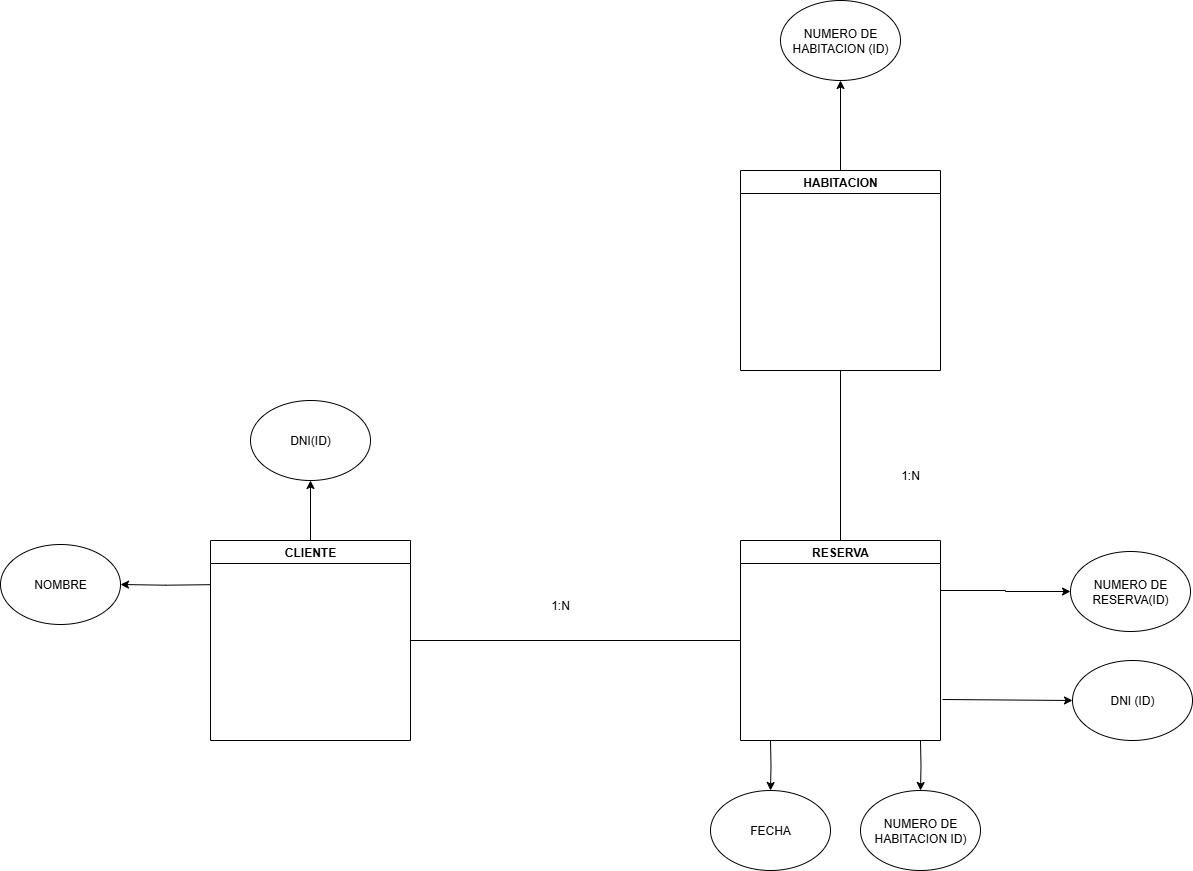 NUMERO DE
HABITACION (ID)
HABITACION
DNI(ID)
1:N
CLIENTE
RESERVA
NOMBRE
NUMERO DE
RESERVA(ID)
1:N
DNI (ID)
FECHA
NUMERO DE
HABITACION ID)